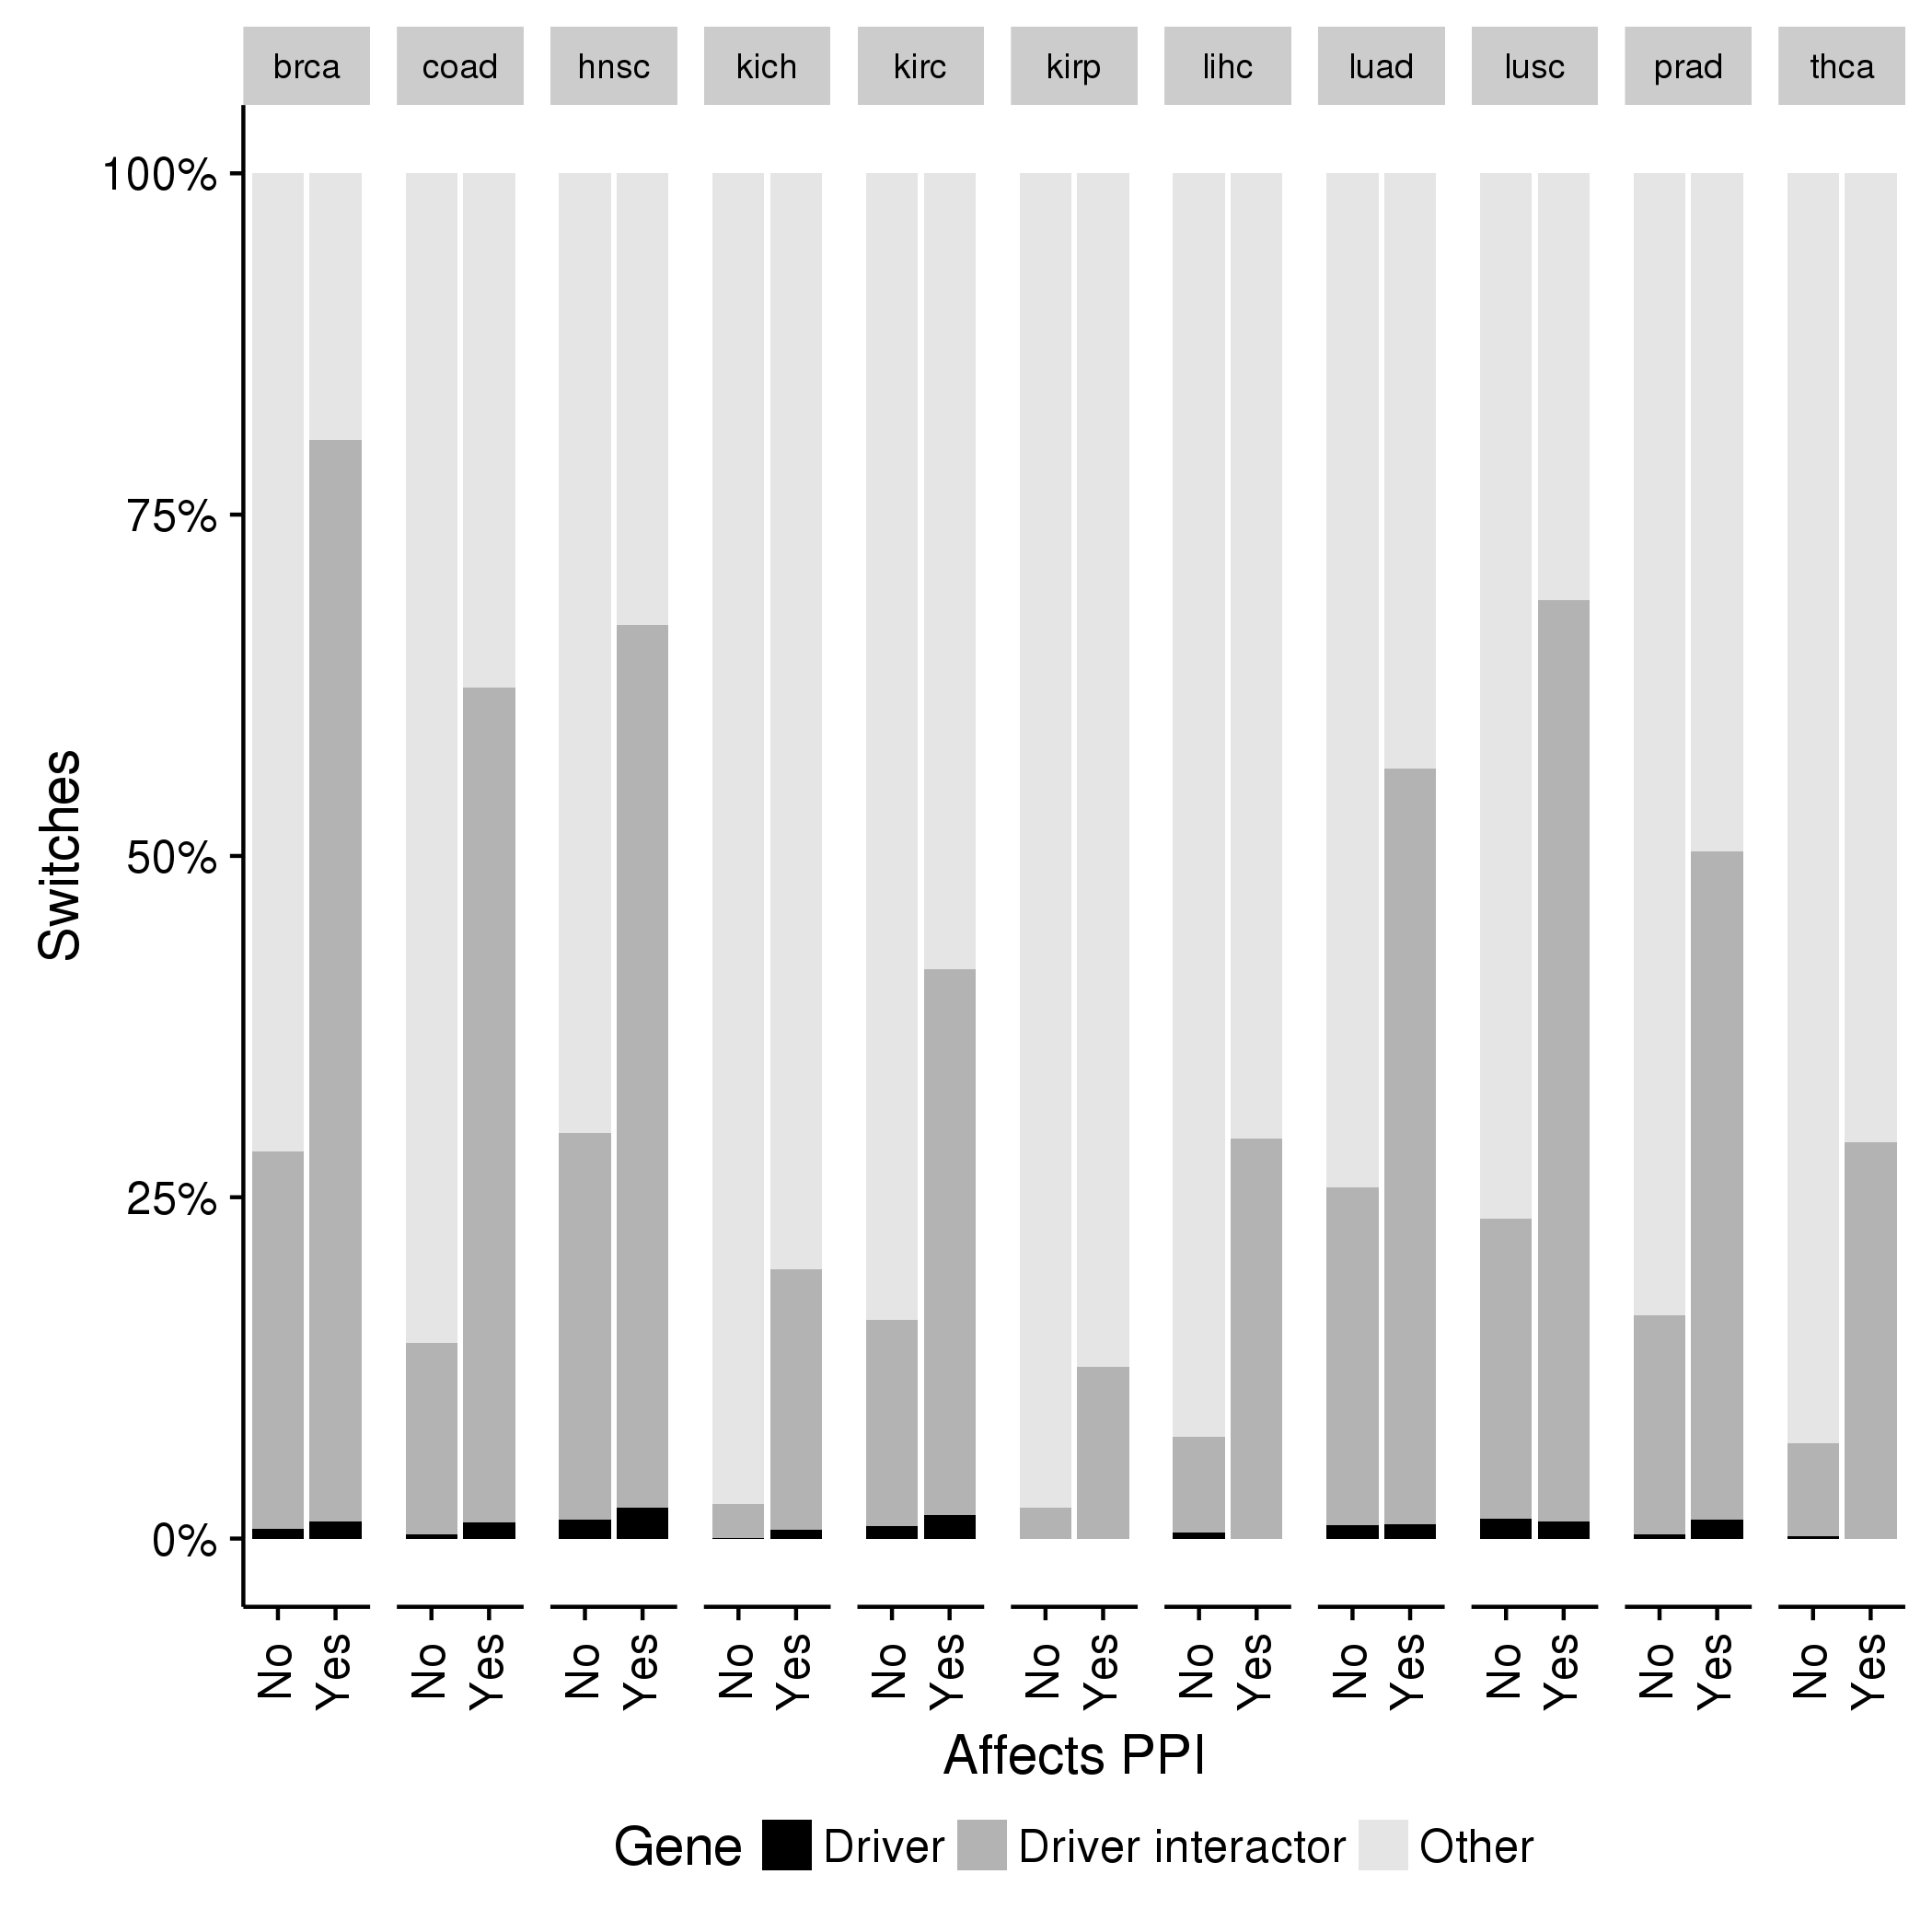 brca coad hnsc kich kirc kirp lihc luad lusc prad thca
100%
75%
50%
25%
0%
Switches
No Yes No Yes No Yes No Yes No Yes No Yes No Yes No Yes No Yes No Yes No Yes
Affects PPI
Gene Driver Driver interactor Other